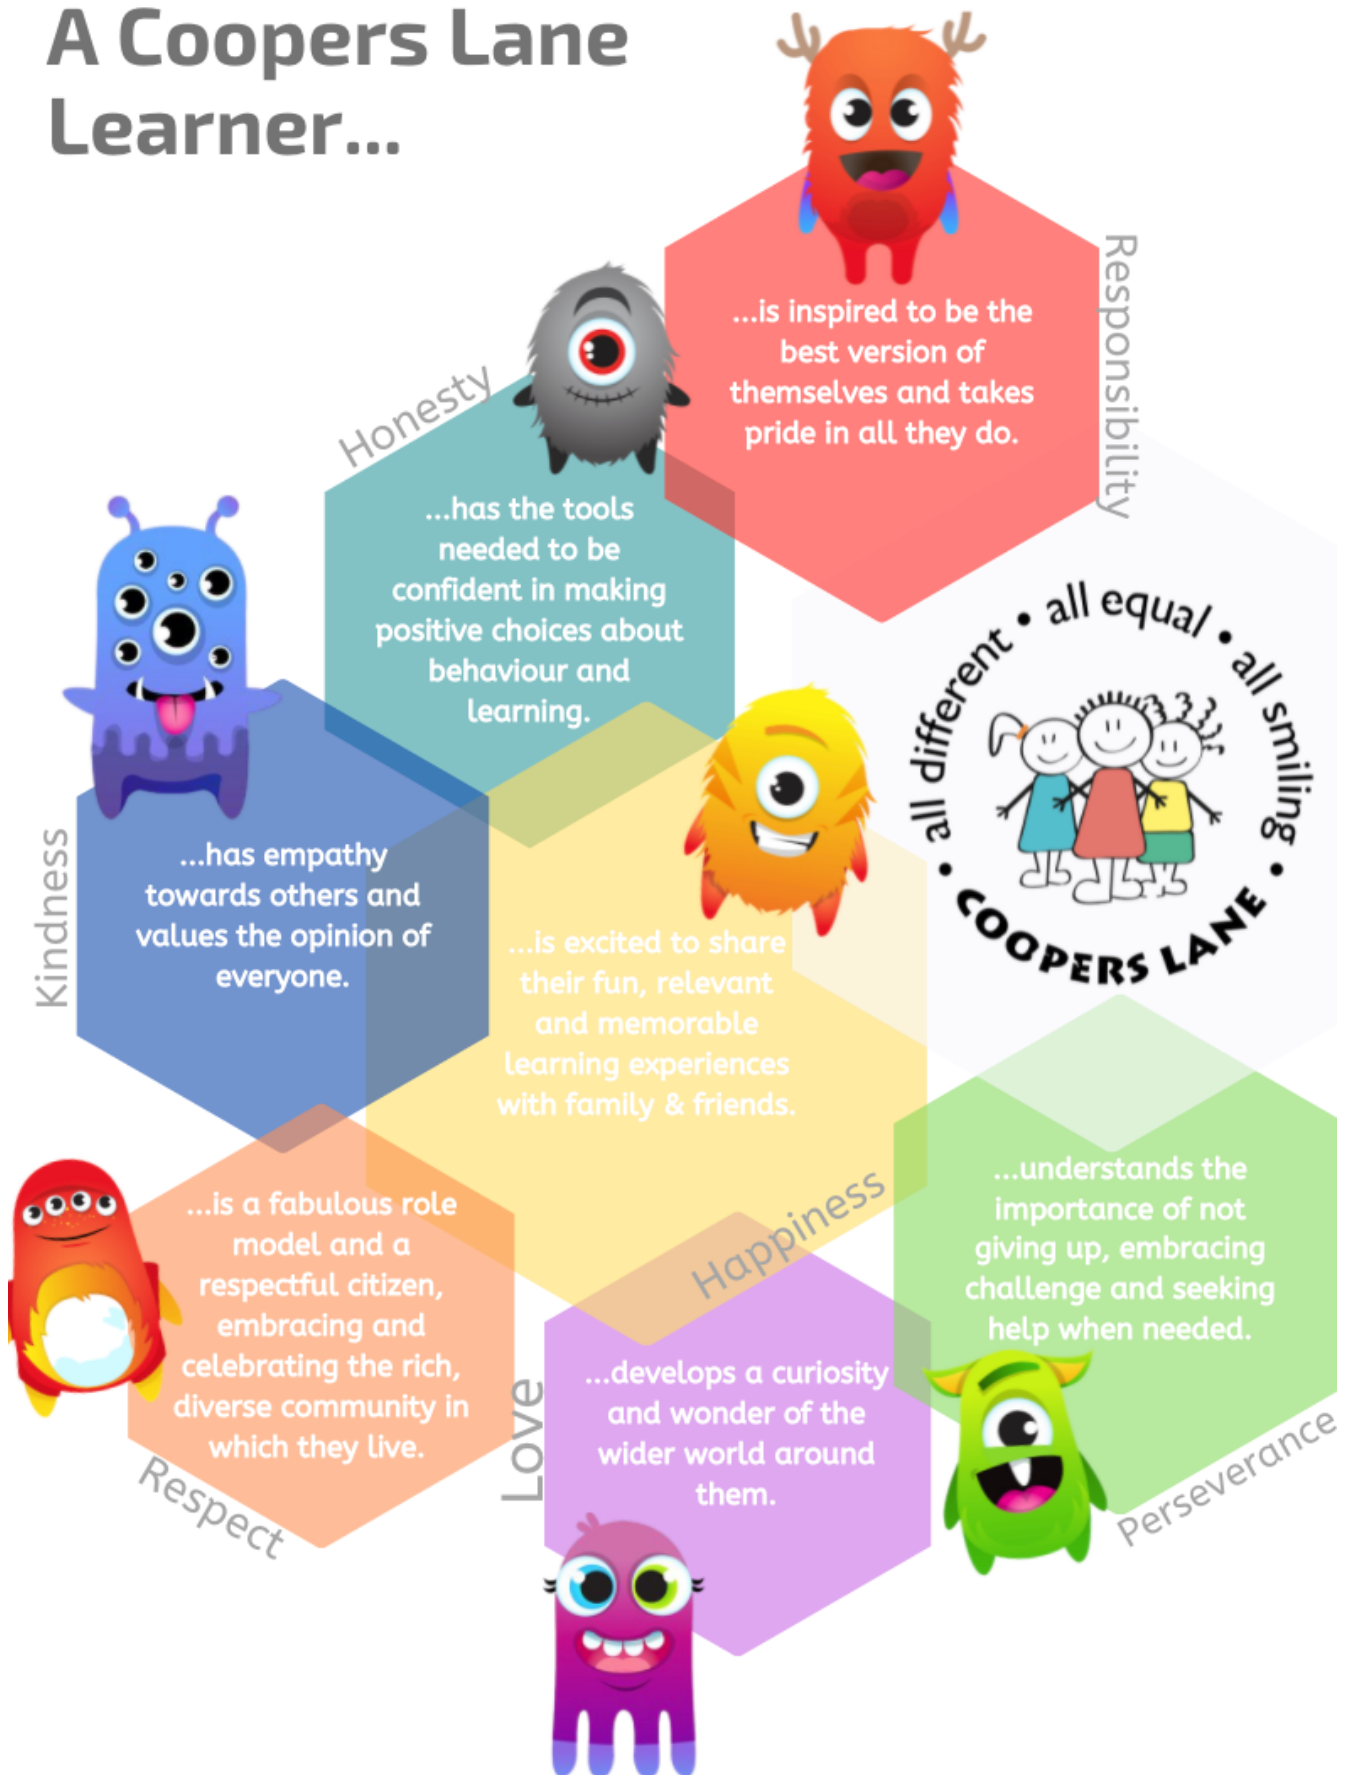 A Coopers Lane
Learner...
Responsibility
...is inspired to be the
best version of
themselves and takes
pride in all they do.
Honesty
...has the tools
needed to be
confident in making
positive choices about
behaviour and
learning.
• all different • all equal • all smiling •
COOPERS LANE
Kindness
...has empathy
towards others and
values the opinion of
everyone.
...is excited to share
their fun, relevant
and memorable
learning experiences
with family & friends.
Happiness
...understands the
importance of not
giving up, embracing
challenge and seeking
help when needed.
Perseverance
...is a fabulous role
model and a
respectful citizen,
embracing and
celebrating the rich,
diverse community in
which they live.
Respect
Love
...develops a curiosity
and wonder of the
wider world around
them.